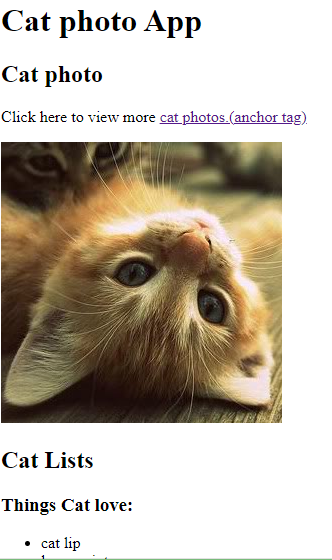 Cat photo App
Cat photo
Click here to view more cat photos.(anchor tag)
Cat Lists
Things Cat love:
cat lip